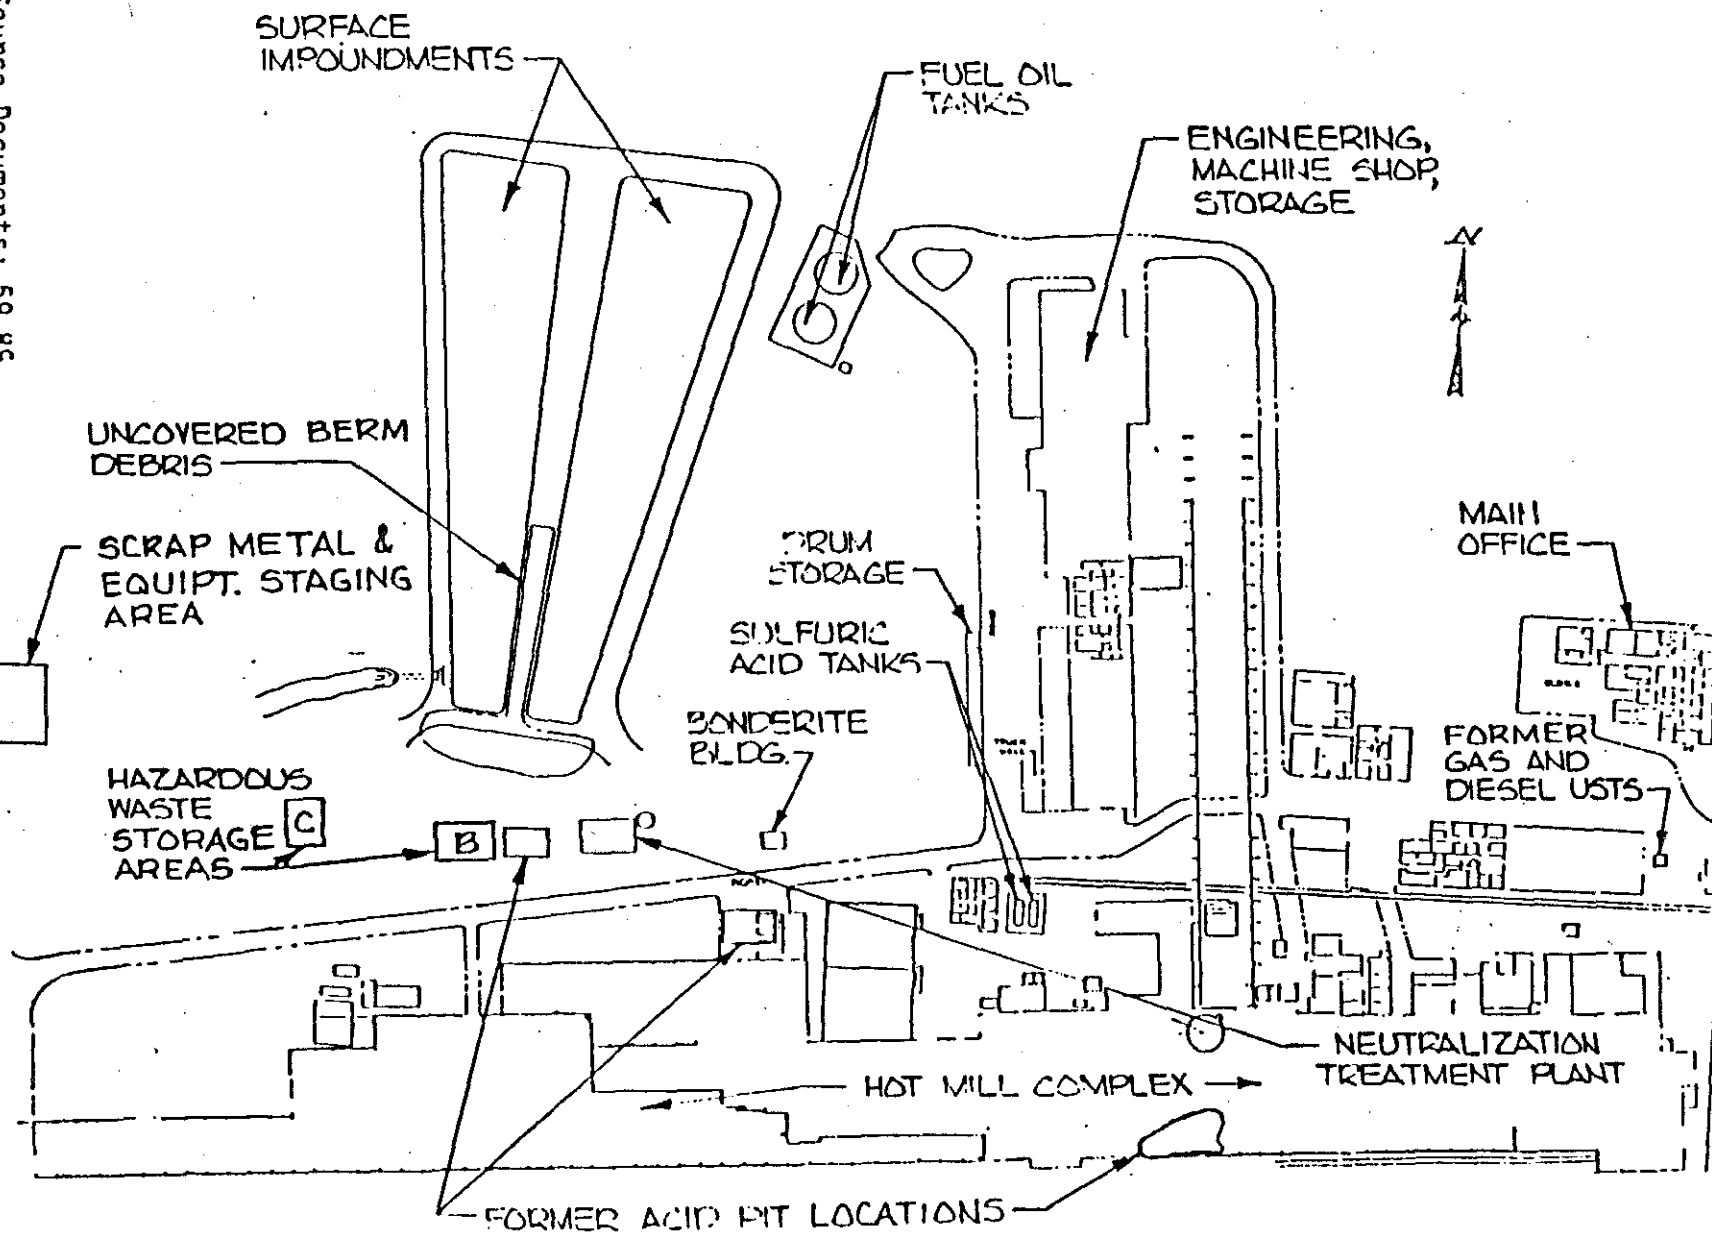 SURFACE
IMPOUNDMENTS
FUEL OIL
TANKS
ENGINEERING,
MACHINE SHOP,
STORAGE
N
UNCOVERED BERM
DEBRIS
SCRAP METAL &
EQUIPT. STAGING
AREA
DRUM
STORAGE
MAIN
OFFICE
SULFURIC
ACID TANKS
BONDERITE
BLDG.
FORMER
GAS AND
DIESEL USTS
HAZARDOUS
WASTE
STORAGE
AREAS
C
B
NEUTRALIZATION
TREATMENT PLANT
HOT MILL COMPLEX
FORMER ACID PIT LOCATIONS